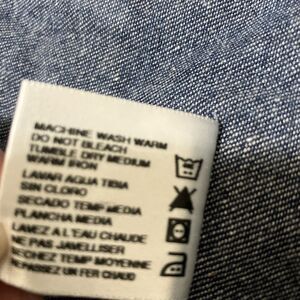 MACHINE WASH WARM
DO NOT BLEACH
TUMBLE DRY MEDIUM
WARM IRON
LAVAR AGUA TIBIA
SIN CLORO
SECADO TEMP MEDIA
PLANCHA MEDIA
LAVEZ A L'EAU CHAUDE
NE PAS JAVELLISER
SECHEZ TEMP MOYENNE
REPASSEZ UN FER CHAUD